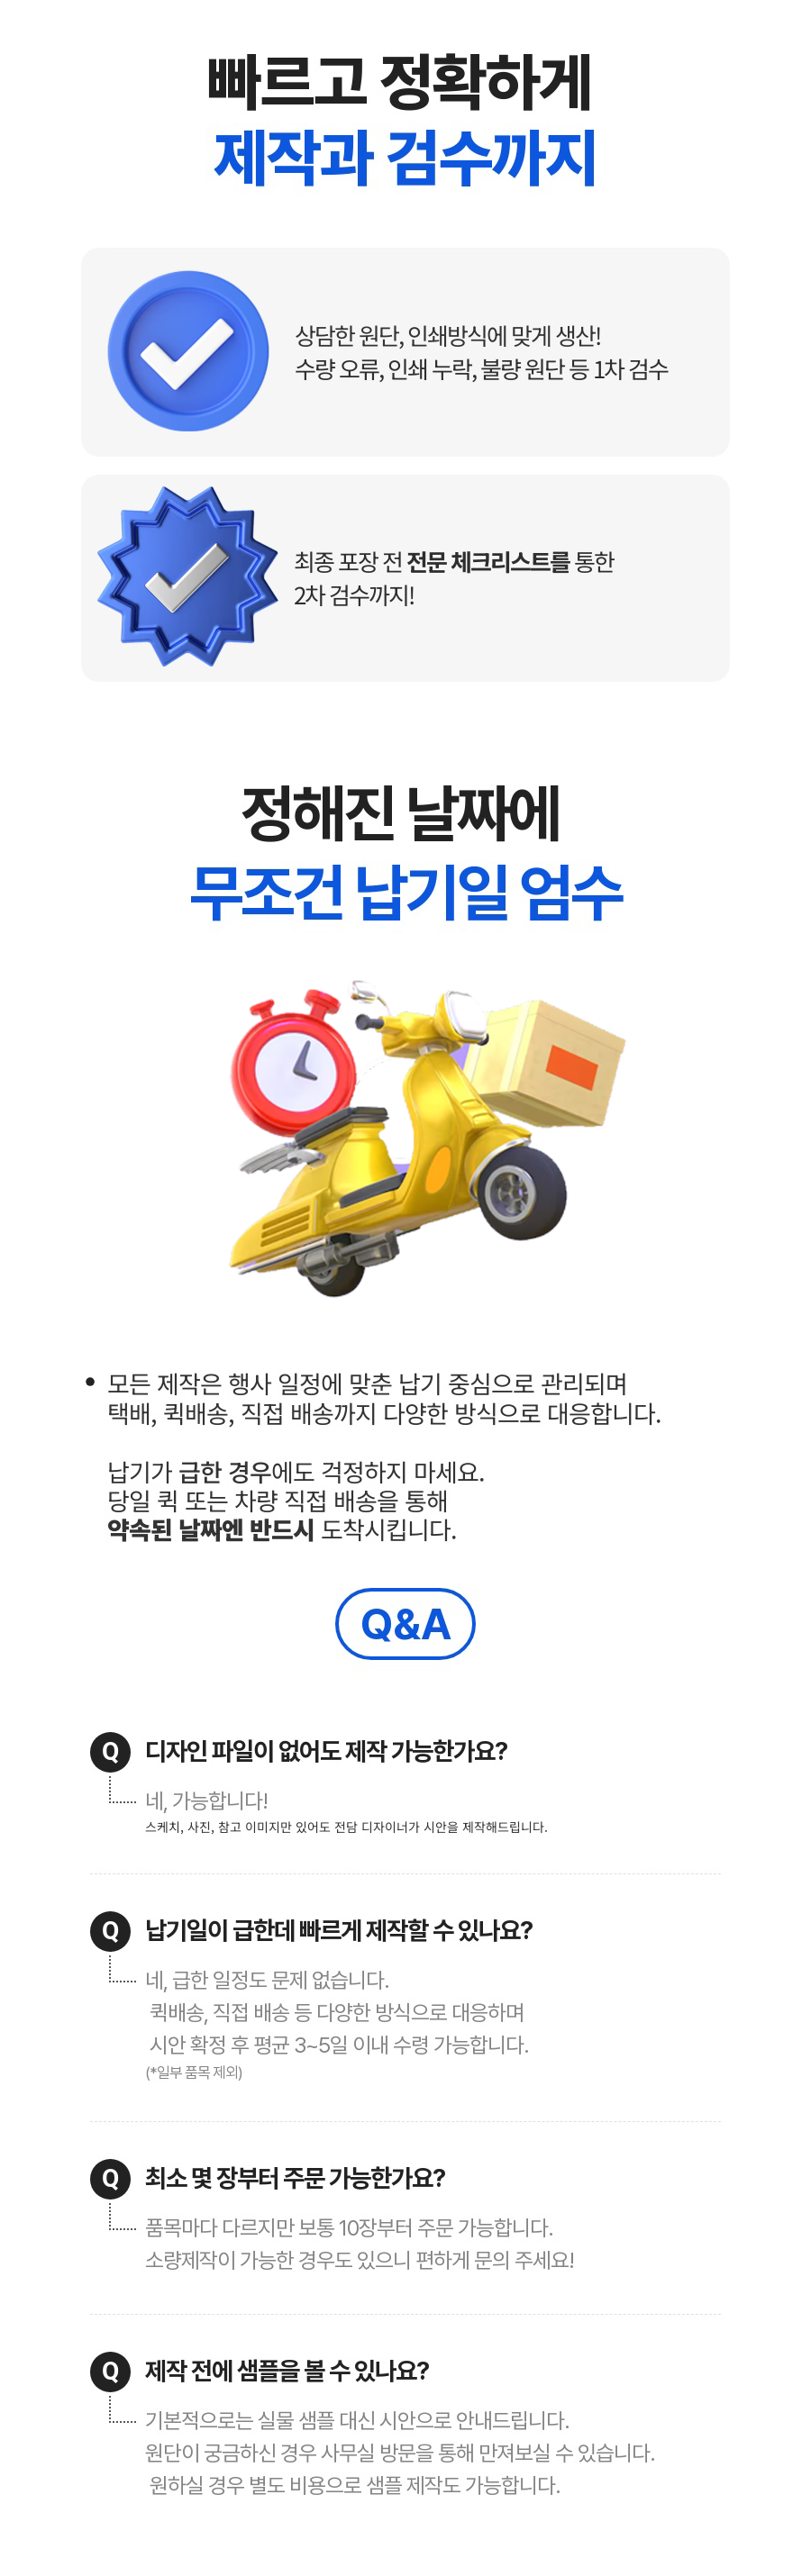 빠르고 정확하게
제작과 검수까지
상담한 원단, 인쇄방식에 맞게 생산!
수량 오류, 인쇄 누락, 불량 원단 등 1차 검수
최종 포장 전 전문 체크리스트를 통한
2차 검수까지!
정해진 날짜에
무조건 납기일 엄수
• 모든 제작은 행사 일정에 맞춘 납기 중심으로 관리되며
택배, 퀵배송, 직접 배송까지 다양한 방식으로 대응합니다.
납기가 급한 경우에도 걱정하지 마세요.
당일 퀵 또는 차량 직접 배송을 통해
약속된 날짜엔 반드시 도착시킵니다.
Q&A
Q 디자인 파일이 없어도 제작 가능한가요?
네, 가능합니다!
스케치, 사진, 참고 이미지만 있어도 전담 디자이너가 시안을 제작해드립니다.
Q 납기일이 급한데 빠르게 제작할 수 있나요?
네, 급한 일정도 문제 없습니다.
퀵배송, 직접 배송 등 다양한 방식으로 대응하며
시안 확정 후 평균 3~5일 이내 수령 가능합니다.
(*일부 품목 제외)
Q 최소 몇 장부터 주문 가능한가요?
품목마다 다르지만 보통 10장부터 주문 가능합니다.
소량제작이 가능한 경우도 있으니 편하게 문의 주세요!
Q 제작 전에 샘플을 볼 수 있나요?
기본적으로는 실물 샘플 대신 시안으로 안내드립니다.
원단이 궁금하신 경우 사무실 방문을 통해 만져보실 수 있습니다.
원하실 경우 별도 비용으로 샘플 제작도 가능합니다.